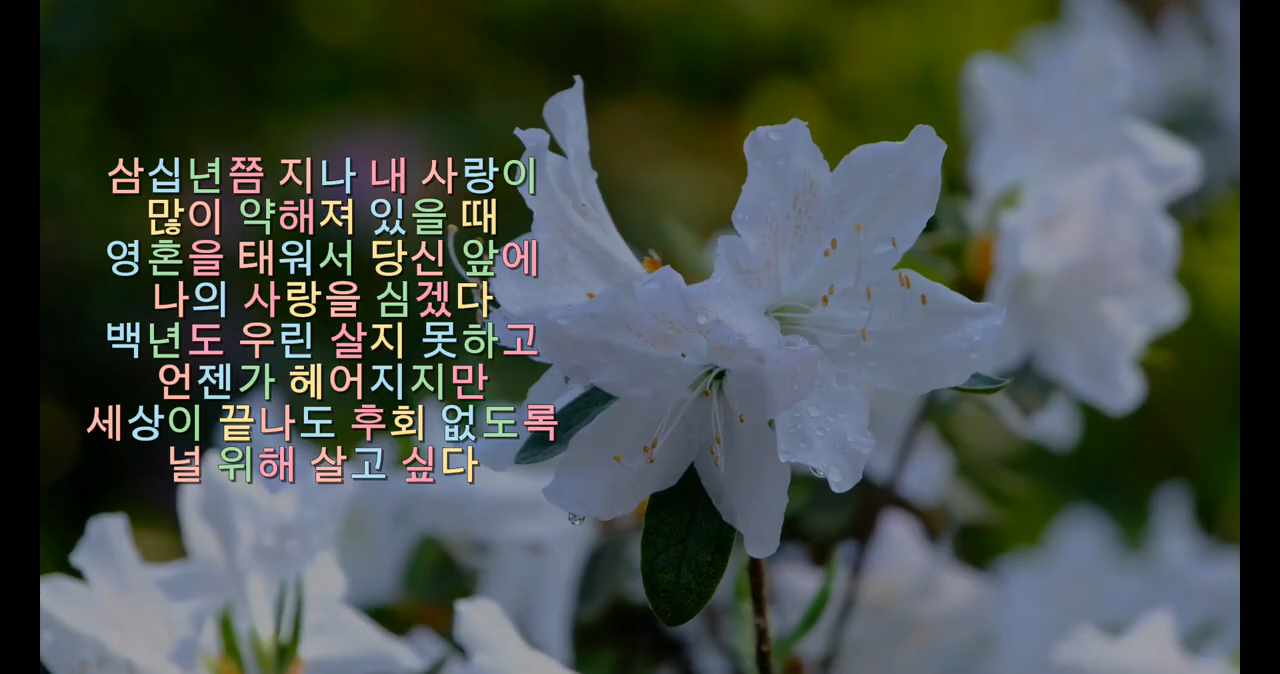 삼십년쯤 지나 내 사랑이
많이 약해져 있을 때
영혼을 태워서 당신 앞에
나의 사랑을 심겠다
백년도 우린 살지 못하고
언젠가 헤어지지만
세상이 끝나도 후회 없도록
널 위해 살고 싶다